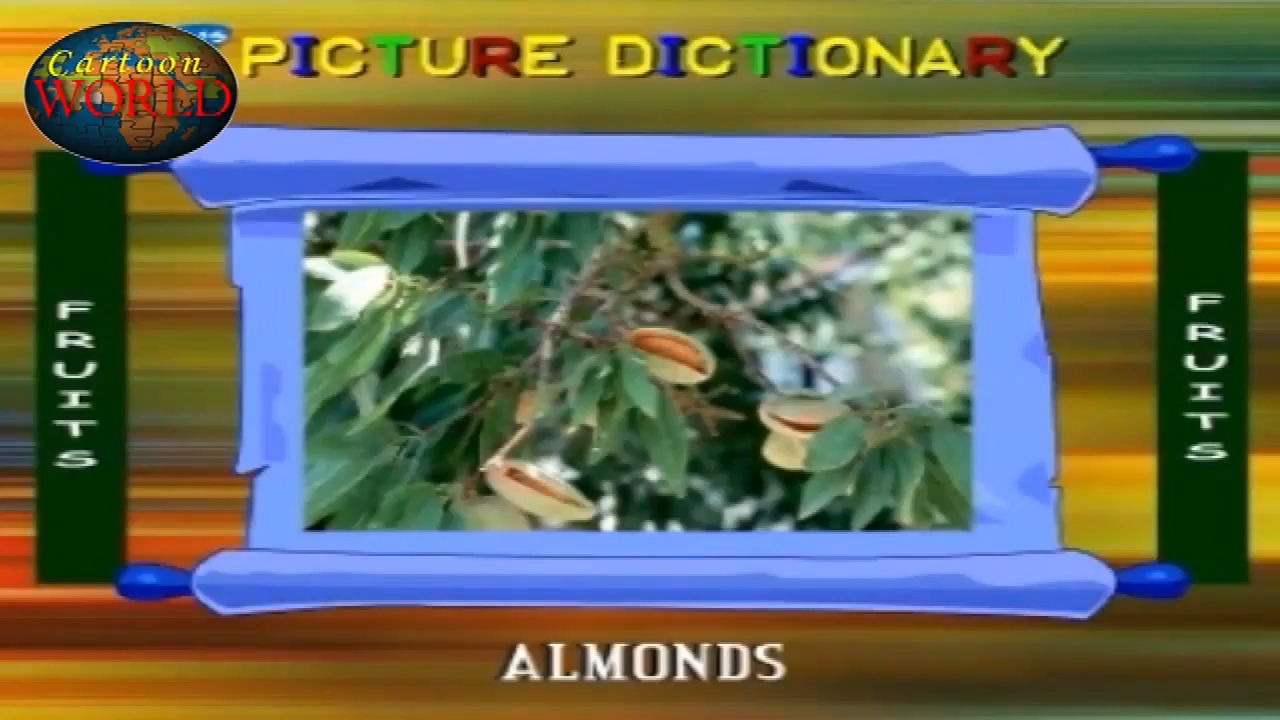 Cartoon
WORLD
PICTURE DICTIONARY
FRUITS
FRUITS
ALMONDS